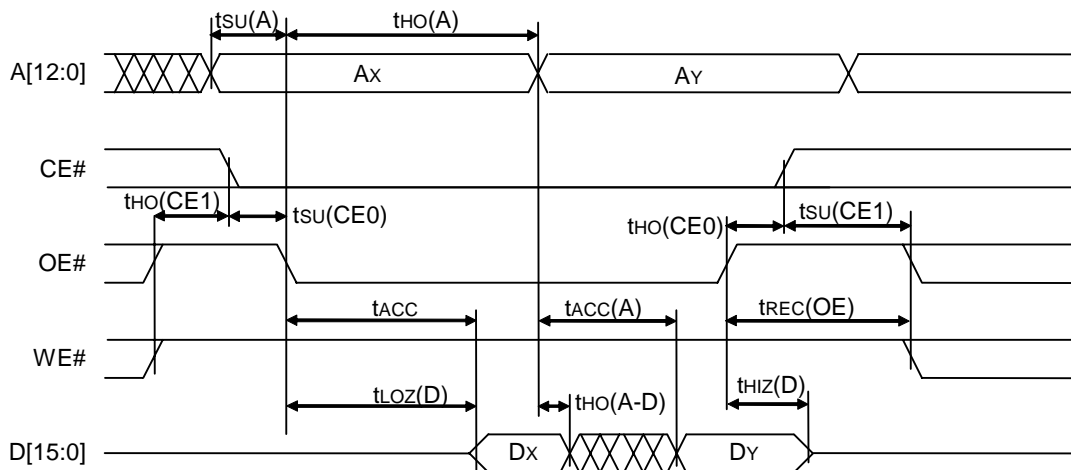 tSU(A) tHO(A)
A[12:0] AX AY
CE#
tHO(CE1) tSU(CE0) tHO(CE0) tSU(CE1)
OE#
tACC tACC(A) tREC(OE)
WE#
tLOZ(D) tHO(A-D) tHIZ(D)
D[15:0] DX DY